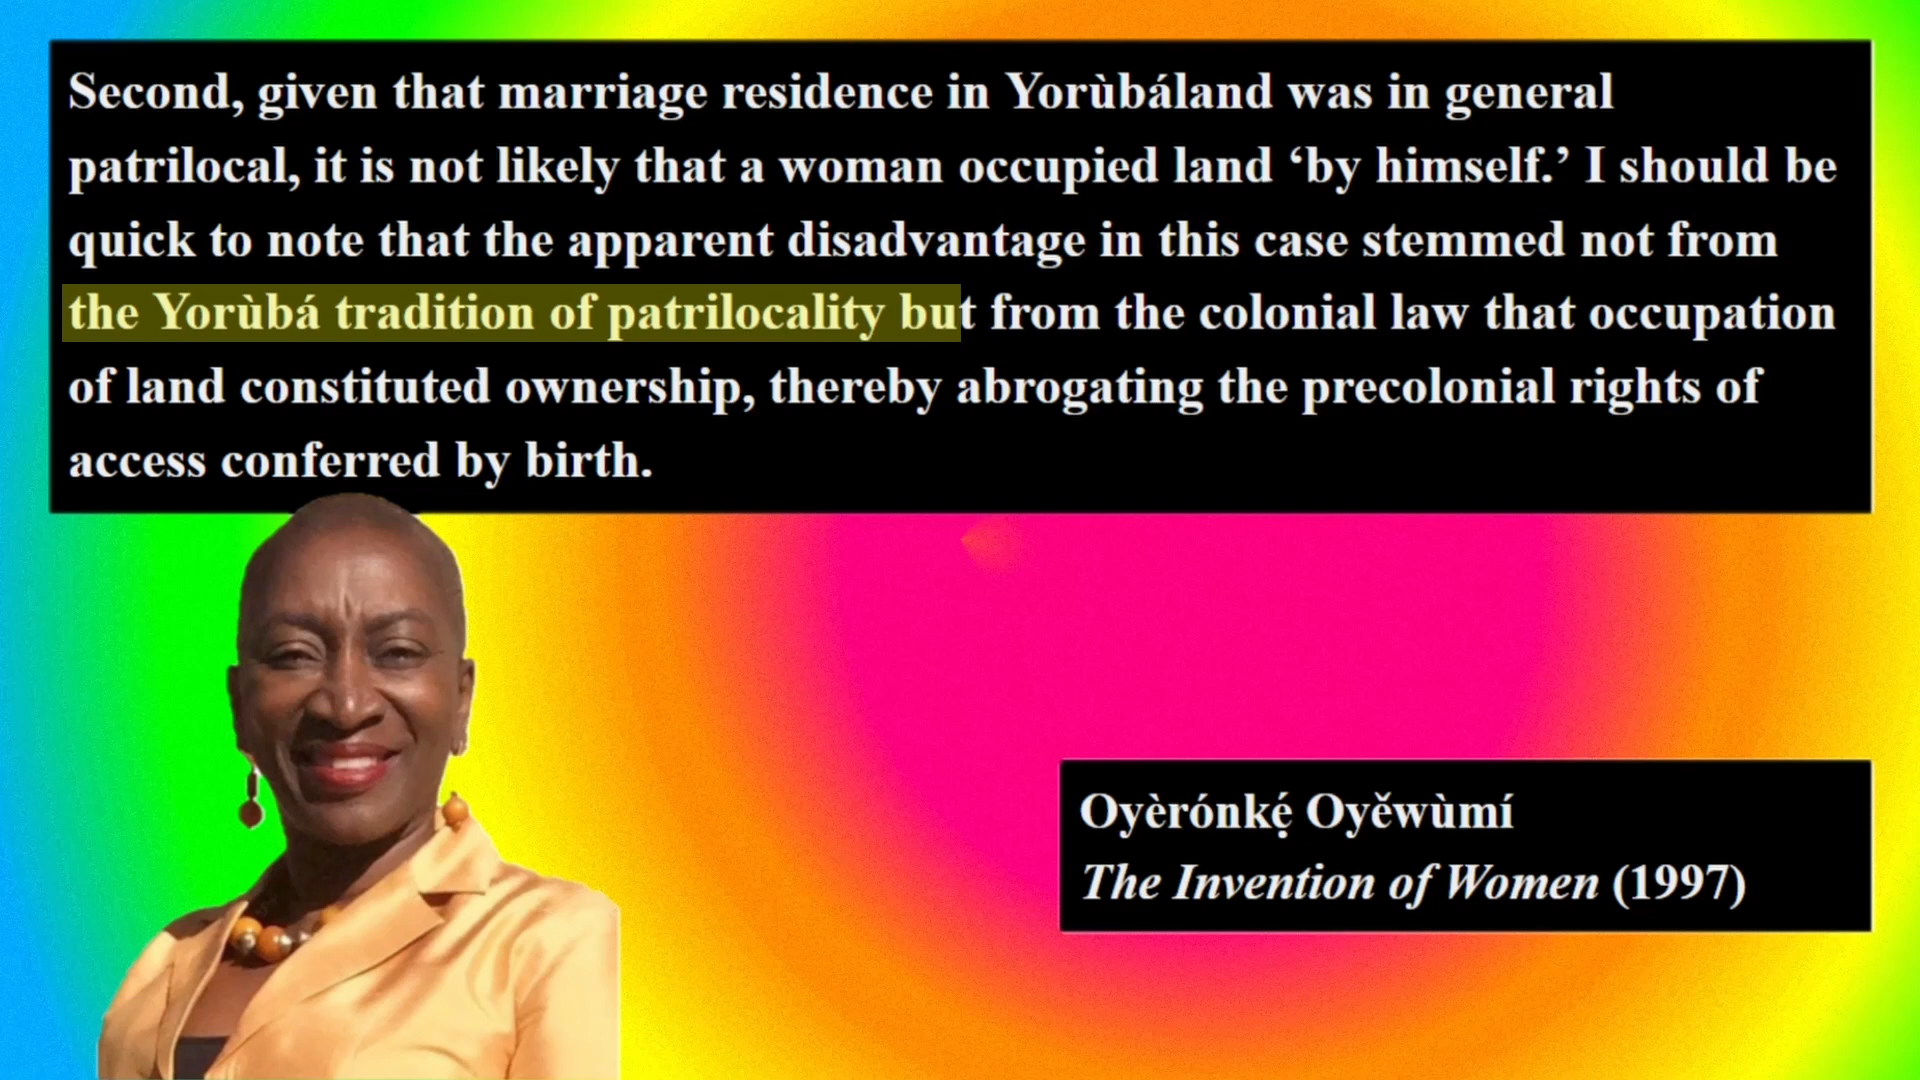 Second, given that marriage residence in Yorùbáland was in general
patrilocal, it is not likely that a woman occupied land ‘by himself.’ I should be
quick to note that the apparent disadvantage in this case stemmed not from
the Yorùbá tradition of patrilocality but from the colonial law that occupation
of land constituted ownership, thereby abrogating the precolonial rights of
access conferred by birth.
Oyèrónkẹ́ Oyěwùmí
The Invention of Women (1997)